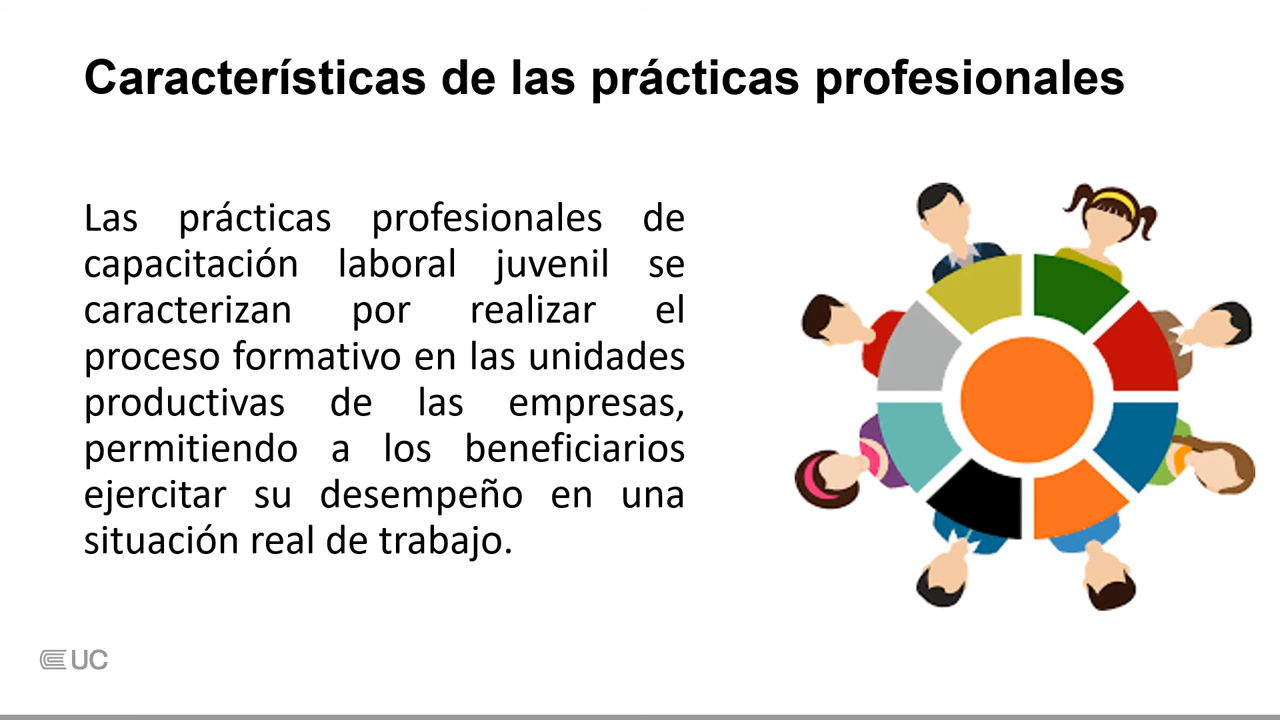 Características de las prácticas profesionales
Las prácticas profesionales de
capacitación laboral juvenil se
caracterizan por realizar el
proceso formativo en las unidades
productivas de las empresas,
permitiendo a los beneficiarios
ejercitar su desempeño en una
situación real de trabajo.
UC